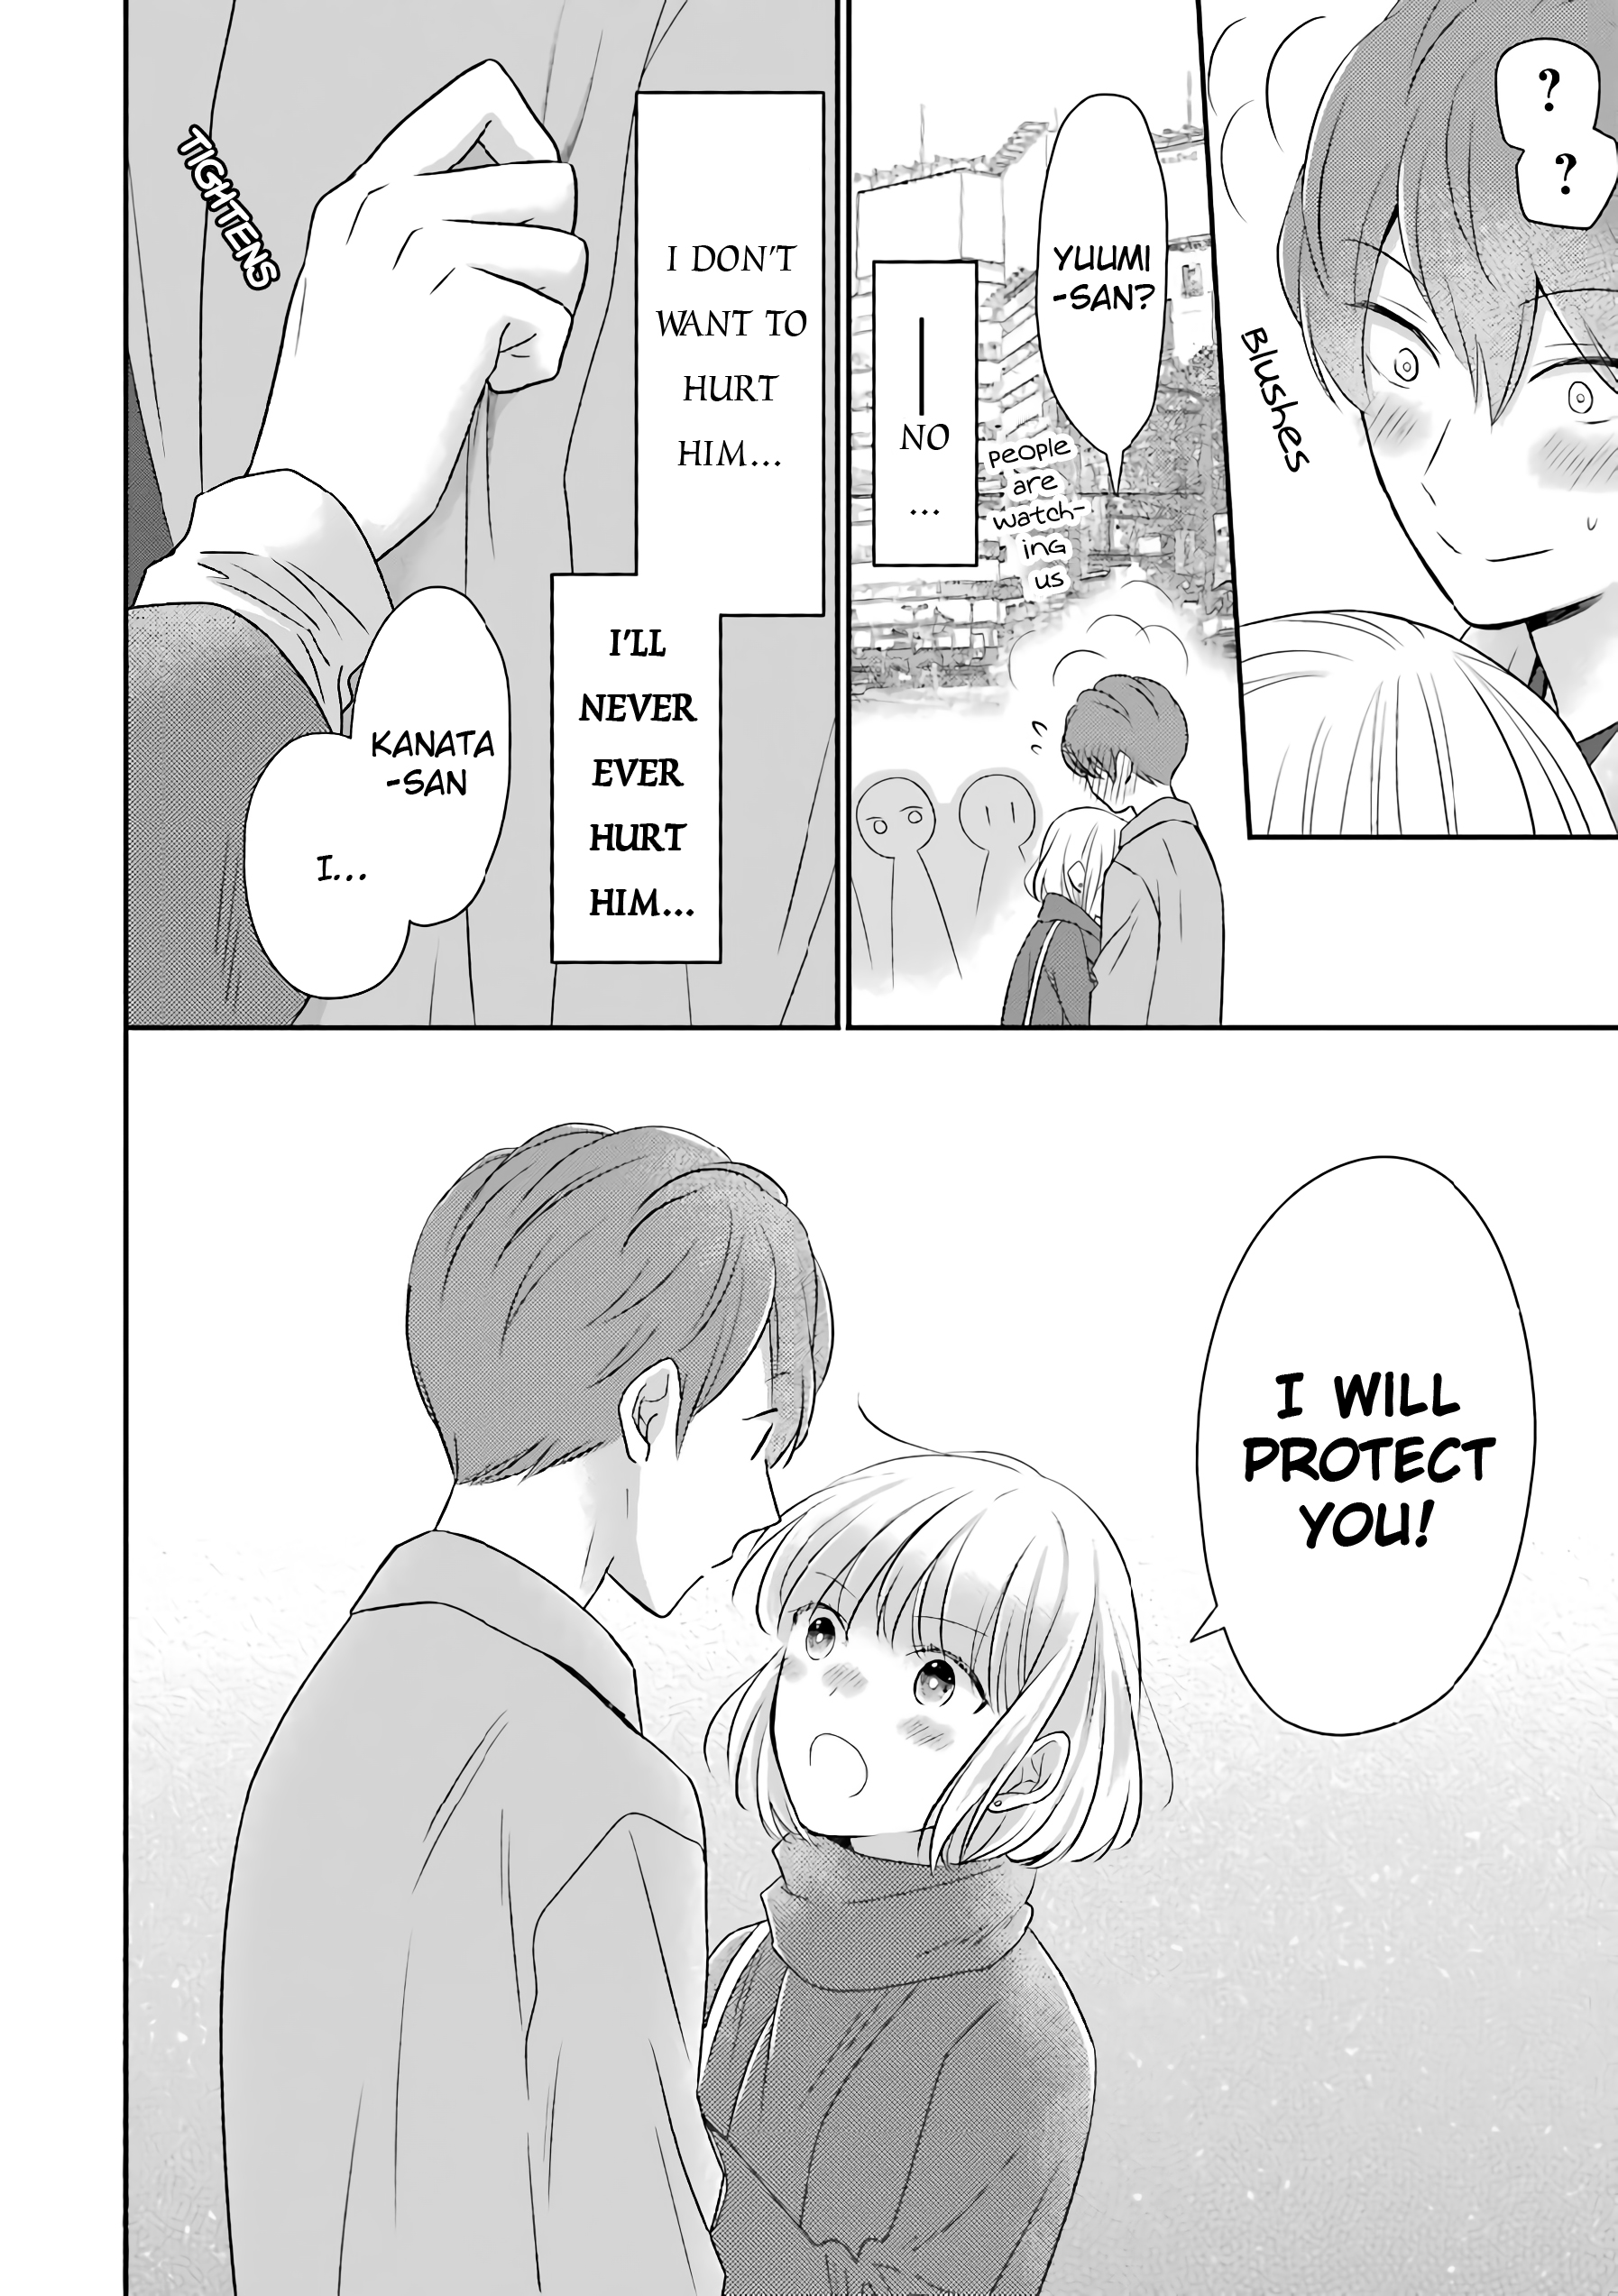 ?
?
Blushes
YUUMI
-SAN?
people
are
watch-
ing
us
—
NO
...
I DON'T
WANT TO
HURT
HIM...
I'LL
NEVER
EVER
HURT
HIM...
TIGHTENS
KANATA
-SAN
I...
I WILL
PROTECT
YOU!